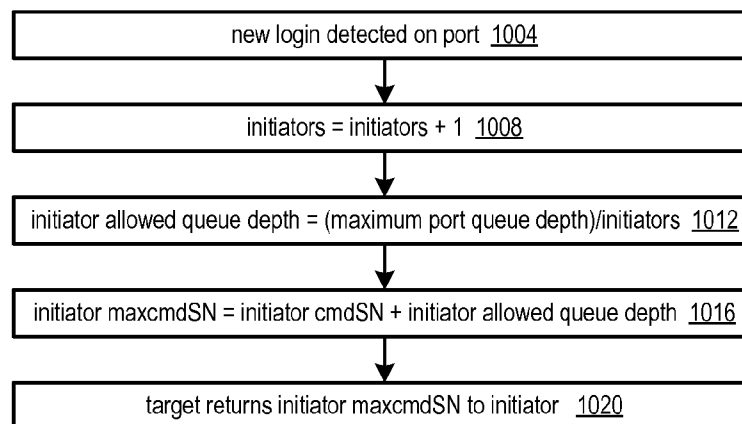 new login detected on port 1004
initiators = initiators + 1 1008
initiator allowed queue depth = (maximum port queue depth)/initiators 1012
initiator maxcmdSN = initiator cmdSN + initiator allowed queue depth 1016
target returns initiator maxcmdSN to initiator 1020